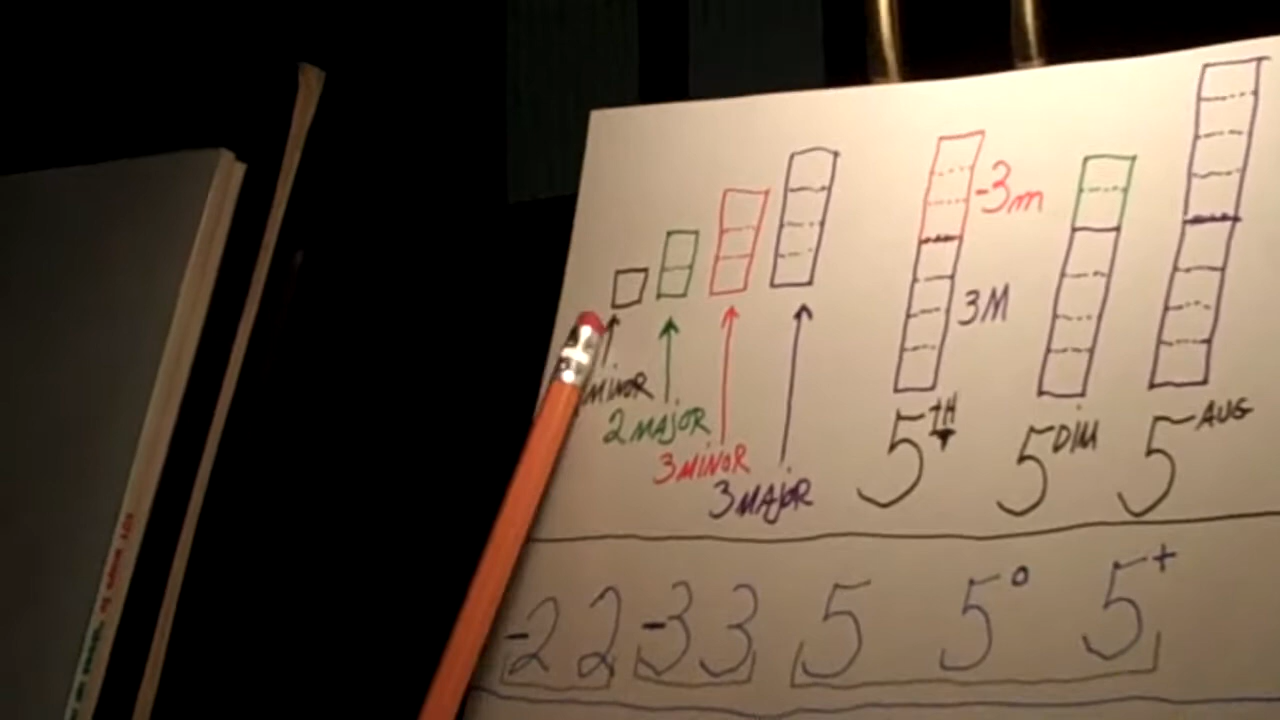 -3m
3M
MINOR
2 MAJOR
3 MINOR
3 MAJOR
5TH 5DIM 5AUG
-2 2 -3 3 5 5° 5+